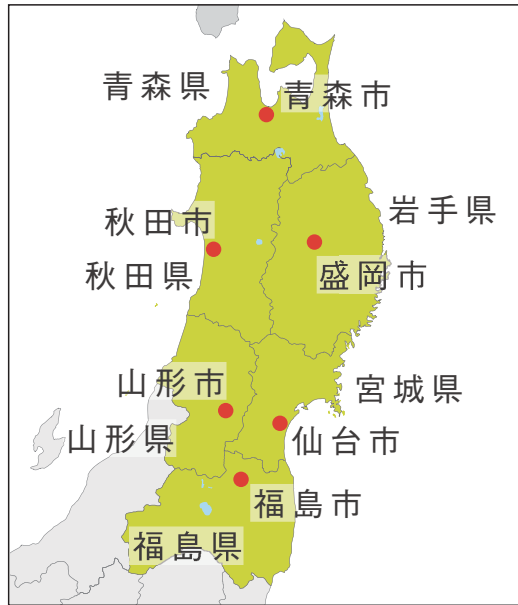 青森県
青森市
岩手県
秋田市
秋田県
盛岡市
山形市
宮城県
山形県
仙台市
福島市
福島県